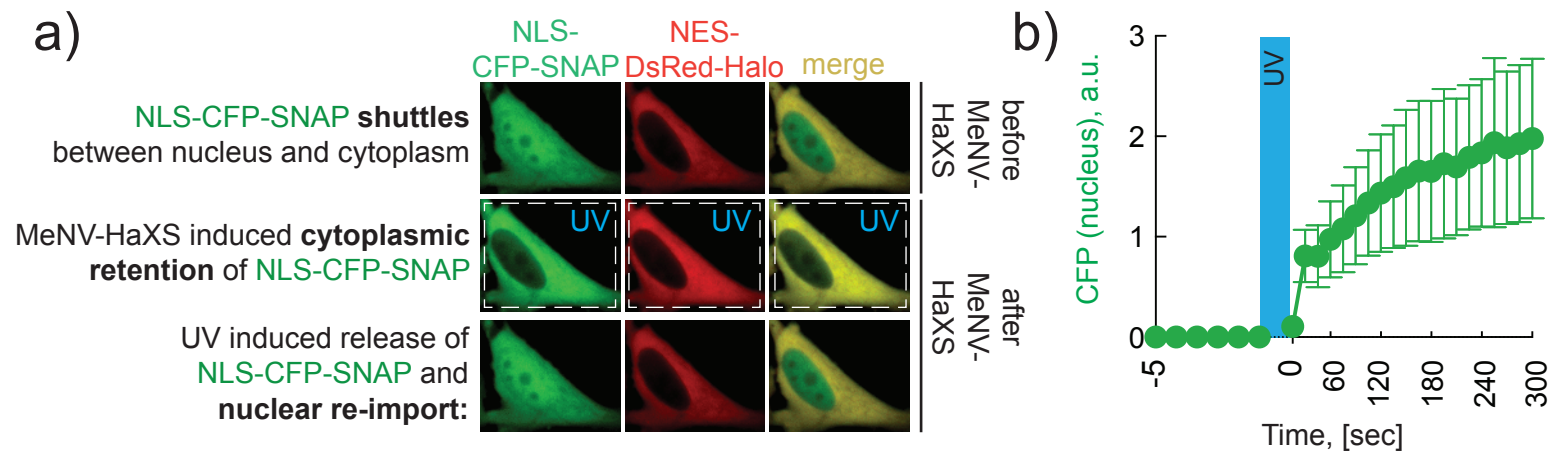 a)
NLS-
CFP-SNAP
NES-
DsRed-Halo
merge
NLS-CFP-SNAP shuttles
between nucleus and cytoplasm
before
MeNV-
HaXS
MeNV-HaXS induced cytoplasmic
retention of NLS-CFP-SNAP
UV
UV
UV
after
MeNV-
HaXS
UV induced release of
NLS-CFP-SNAP and
nuclear re-import:
b)
CFP (nucleus), a.u.
3
2
1
0
UV
-5
0
60
120
180
240
300
Time, [sec]